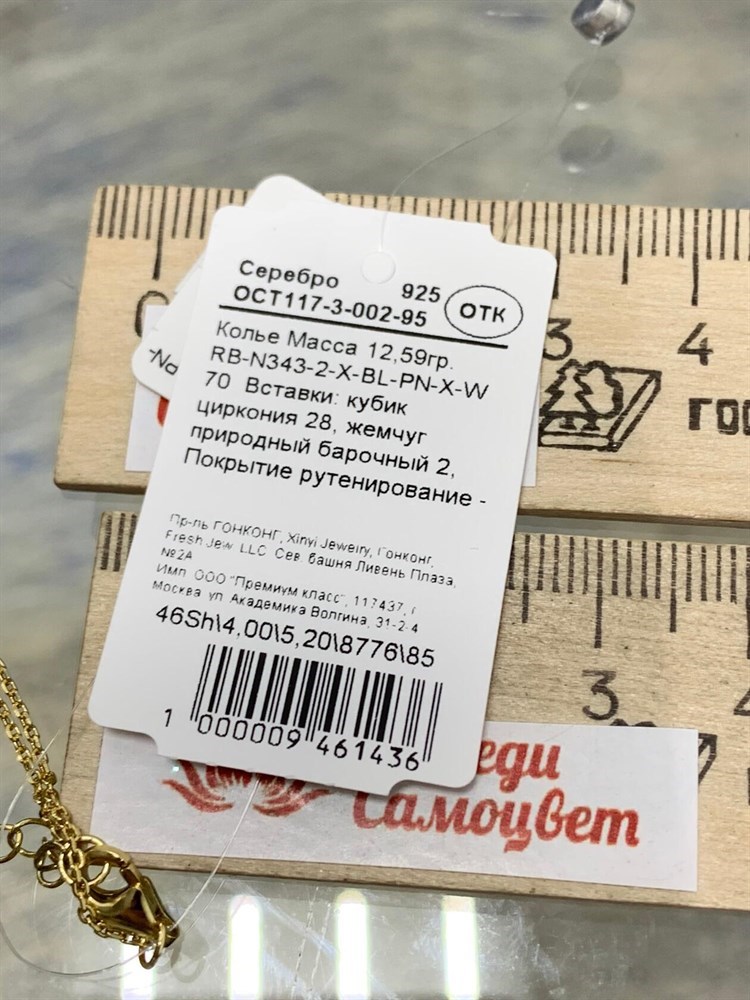 Серебро 925 ОТК
ОСТ117-3-002-95
Колье Масса 12,59гр.
RB-N343-2-X-BL-PN-X-W
70 Вставки: кубик
циркония 28, жемчуг
природный барочный 2,
Покрытие рутенирование -
Пр-ль ГОНКОНГ, Xinyi Jewelry, Гонконг,
Fresh Jew. LLC. Сев. башня Ливень Плаза,
№2А
Имп. ООО "Премиум класс", 117437, г
Москва ул Академика Волгина, 31-2-4
46Sh\4,00\5,20\8776\85
1 000009 461436
3 4
ГОС
3
еди
Самоцвет